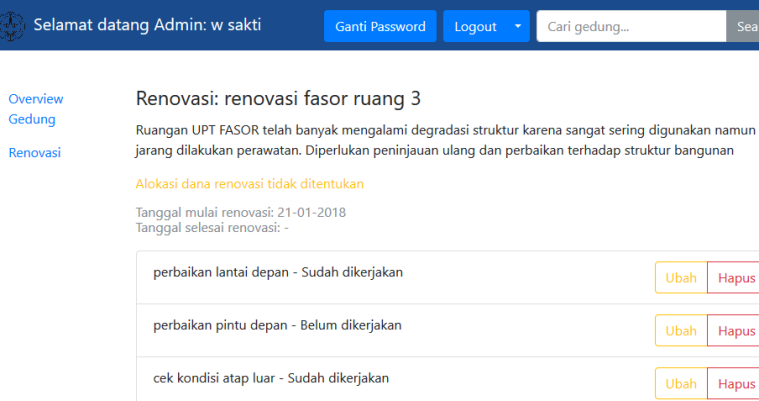 Selamat datang Admin: w sakti
Ganti Password
Logout
Cari gedung...
Sea
Overview
Gedung
Renovasi
Renovasi: renovasi fasor ruang 3
Ruangan UPT FASOR telah banyak mengalami degradasi struktur karena sangat sering digunakan namun
jarang dilakukan perawatan. Diperlukan peninjauan ulang dan perbaikan terhadap struktur bangunan
Alokasi dana renovasi tidak ditentukan
Tanggal mulai renovasi: 21-01-2018
Tanggal selesai renovasi: -
perbaikan lantai depan - Sudah dikerjakan
Ubah
Hapus
perbaikan pintu depan - Belum dikerjakan
Ubah
Hapus
cek kondisi atap luar - Sudah dikerjakan
Ubah
Hapus